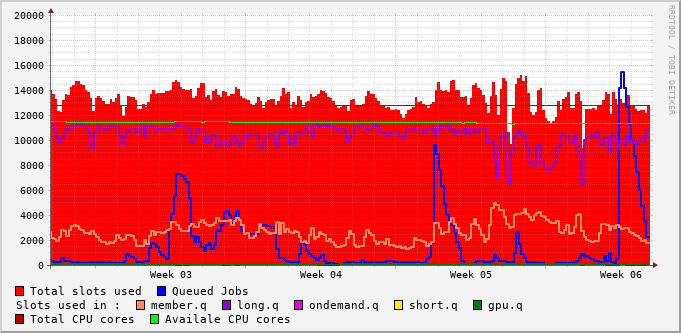 20000
18000
16000
14000
12000
10000
8000
6000
4000
2000
0
Week 03 Week 04 Week 05 Week 06
RRDTOOL / TOBI OETIKER
Total slots used Queued Jobs
Slots used in : member.q long.q ondemand.q short.q gpu.q
Total CPU cores Availale CPU cores